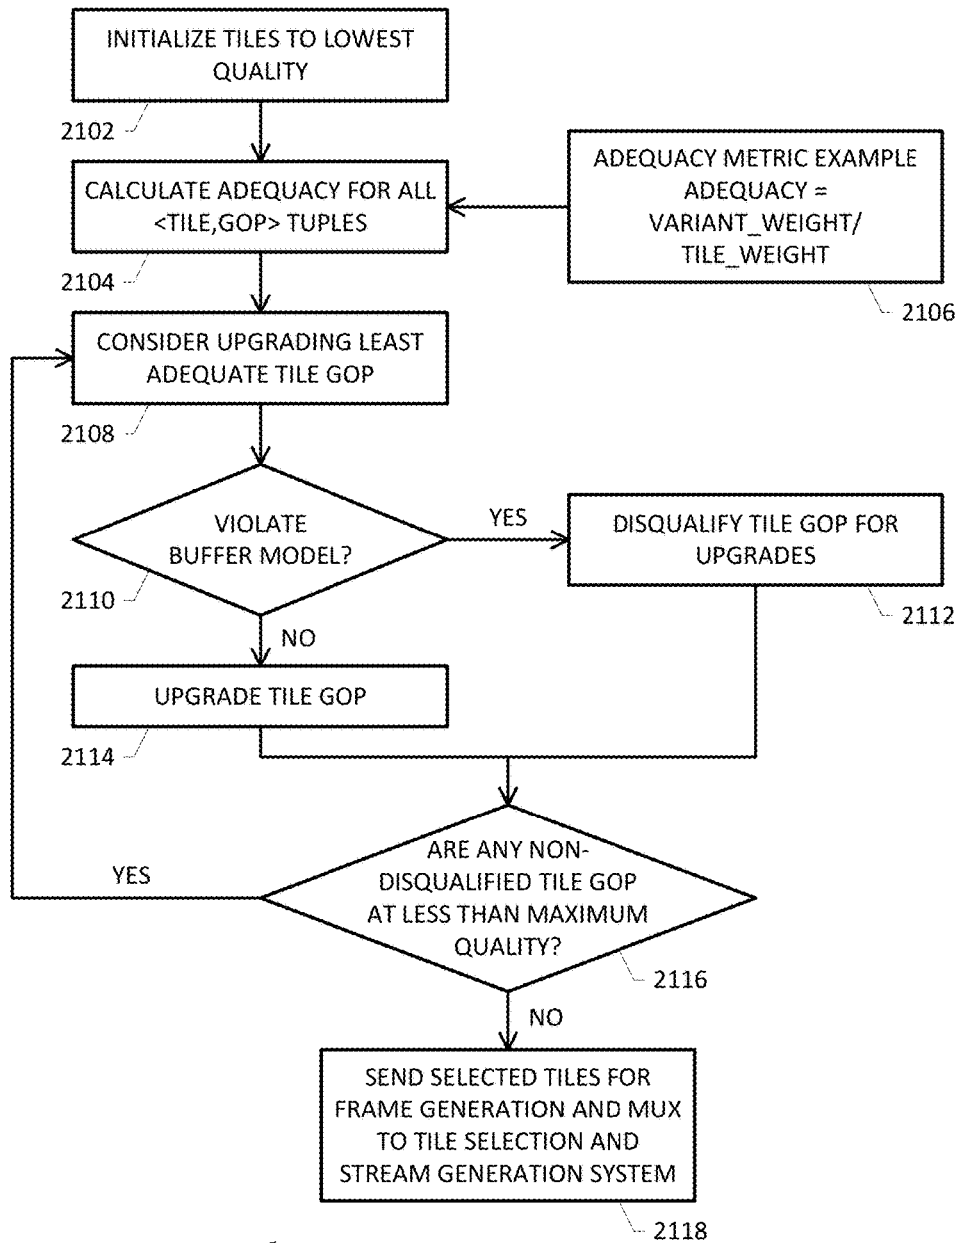 INITIALIZE TILES TO LOWEST
QUALITY
2102
CALCULATE ADEQUACY FOR ALL
<TILE,GOP> TUPLES
2104
ADEQUACY METRIC EXAMPLE
ADEQUACY =
VARIANT_WEIGHT/
TILE_WEIGHT
2106
CONSIDER UPGRADING LEAST
ADEQUATE TILE GOP
2108
VIOLATE
BUFFER MODEL?
2110
YES
DISQUALIFY TILE GOP FOR
UPGRADES
2112
NO
UPGRADE TILE GOP
2114
ARE ANY NON-
DISQUALIFIED TILE GOP
AT LESS THAN MAXIMUM
QUALITY?
2116
YES
NO
SEND SELECTED TILES FOR
FRAME GENERATION AND MUX
TO TILE SELECTION AND
STREAM GENERATION SYSTEM
2118